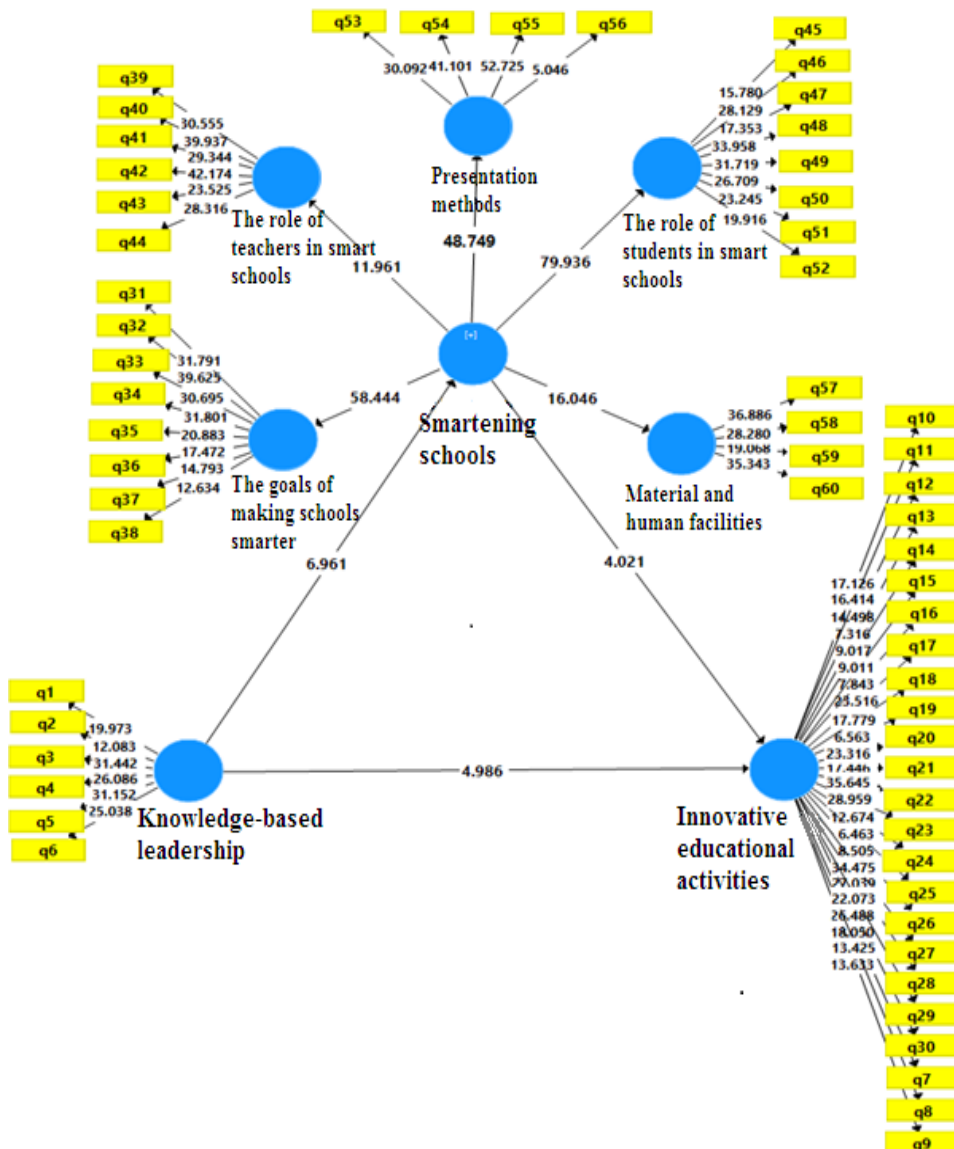 q53
q54
q55
q56
30.092
41.101
52.725
5.046
Presentation
methods
q39
q40
q41
q42
q43
q44
30.555
39.937
29.344
42.174
23.525
28.316
The role of
teachers in smart
schools
q45
q46
q47
q48
q49
q50
q51
q52
15.780
28.129
17.353
33.958
31.719
26.709
23.245
19.916
The role of
students in smart
schools
11.961
48.749
79.936
[+]
Smartening
schools
58.444
16.046
q31
q32
q33
q34
q35
q36
q37
q38
31.791
39.625
30.695
31.801
20.883
17.472
14.793
12.634
The goals of
making schools
smarter
q57
q58
q59
q60
36.886
28.280
19.068
35.343
Material and
human facilities
6.961
4.021
4.986
q1
q2
q3
q4
q5
q6
19.973
12.083
31.442
26.086
31.152
25.038
Knowledge-based
leadership
Innovative
educational
activities
q10
q11
q12
q13
q14
q15
q16
q17
q18
q19
q20
q21
q22
q23
q24
q25
q26
q27
q28
q29
q30
q7
q8
q9
17.126
16.414
14.498
7.316
9.017
9.011
7.843
17.779
6.563
23.316
17.446
35.645
28.959
12.674
6.463
8.505
34.475
22.073
26.488
18.050
13.425
13.633